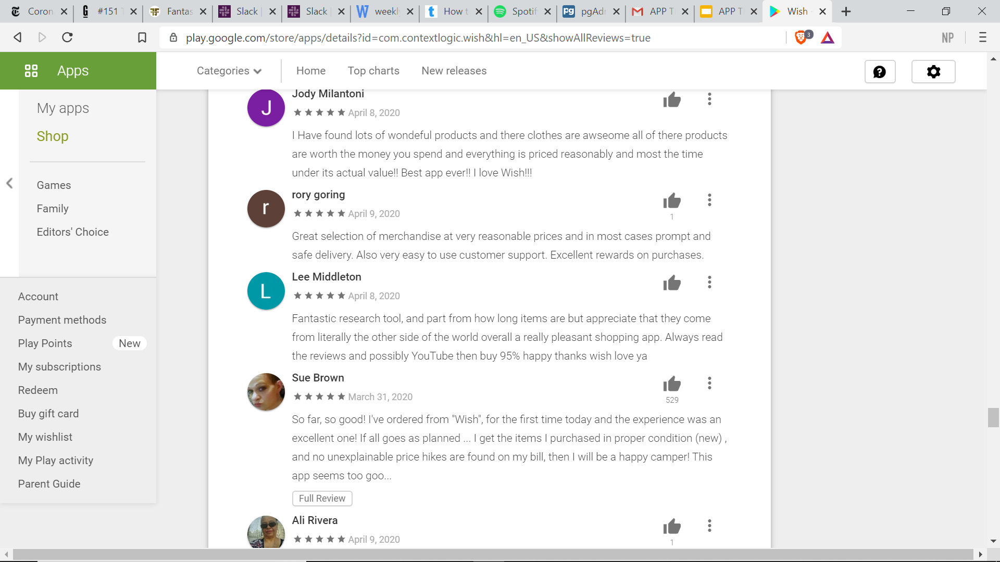 Coron
#151
Fantas
Slack
Slack
weekl
How t
Spotif
pgAdr
APP T
APP T
Wish
play.google.com/store/apps/details?id=com.contextlogic.wish&hl=en_US&showAllReviews=true
3
NP
Apps
Categories
Home
Top charts
New releases
My apps
Shop
Games
Family
Editors' Choice
Account
Payment methods
Play Points
New
My subscriptions
Redeem
Buy gift card
My wishlist
My Play activity
Parent Guide
J
Jody Milantoni
April 8, 2020
I Have found lots of wondeful products and there clothes are awseome all of there products
are worth the money you spend and everything is priced reasonably and most the time
under its actual value!! Best app ever!! I love Wish!!!
r
rory goring
April 9, 2020
1
Great selection of merchandise at very reasonable prices and in most cases prompt and
safe delivery. Also very easy to use customer support. Excellent rewards on purchases.
L
Lee Middleton
April 8, 2020
Fantastic research tool, and part from how long items are but appreciate that they come
from literally the other side of the world overall a really pleasant shopping app. Always read
the reviews and possibly YouTube then buy 95% happy thanks wish love ya
Sue Brown
March 31, 2020
529
So far, so good! I've ordered from "Wish", for the first time today and the experience was an
excellent one! If all goes as planned ... I get the items I purchased in proper condition (new) ,
and no unexplainable price hikes are found on my bill, then I will be a happy camper! This
app seems too goo...
Full Review
Ali Rivera
April 9, 2020
1